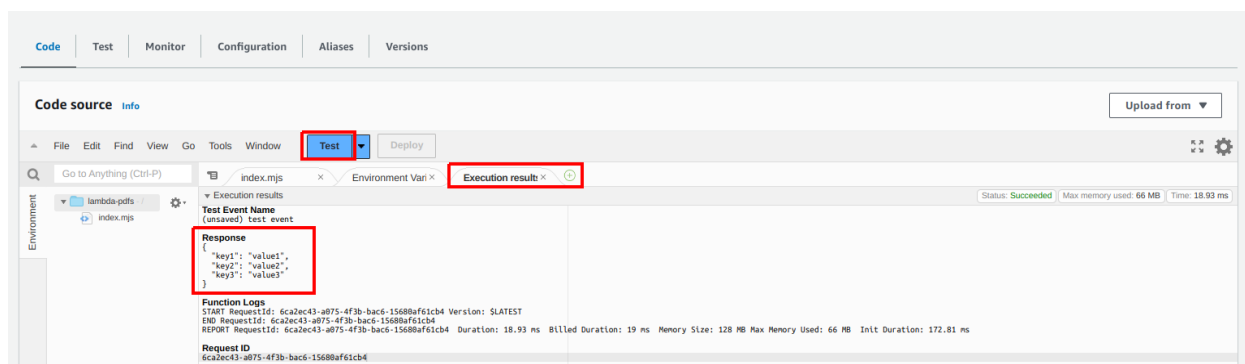 Code Test Monitor Configuration Aliases Versions
Code source Info
Upload from ▼
File Edit Find View Go Tools Window Test Deploy
Go to Anything (Ctrl-P) index.mjs × Environment Vari × Execution results ×
Environment
lambda-pdfs - /
index.mjs
Execution results
Status: Succeeded Max memory used: 66 MB Time: 18.93 ms
Test Event Name
(unsaved) test event
Response
{
"key1": "value1",
"key2": "value2",
"key3": "value3"
}
Function Logs
START RequestId: 6ca2ec43-a075-4f3b-bac6-15680af61cb4 Version: $LATEST
END RequestId: 6ca2ec43-a075-4f3b-bac6-15680af61cb4
REPORT RequestId: 6ca2ec43-a075-4f3b-bac6-15680af61cb4 Duration: 18.93 ms Billed Duration: 19 ms Memory Size: 128 MB Max Memory Used: 66 MB Init Duration: 172.81 ms
Request ID
6ca2ec43-a075-4f3b-bac6-15680af61cb4